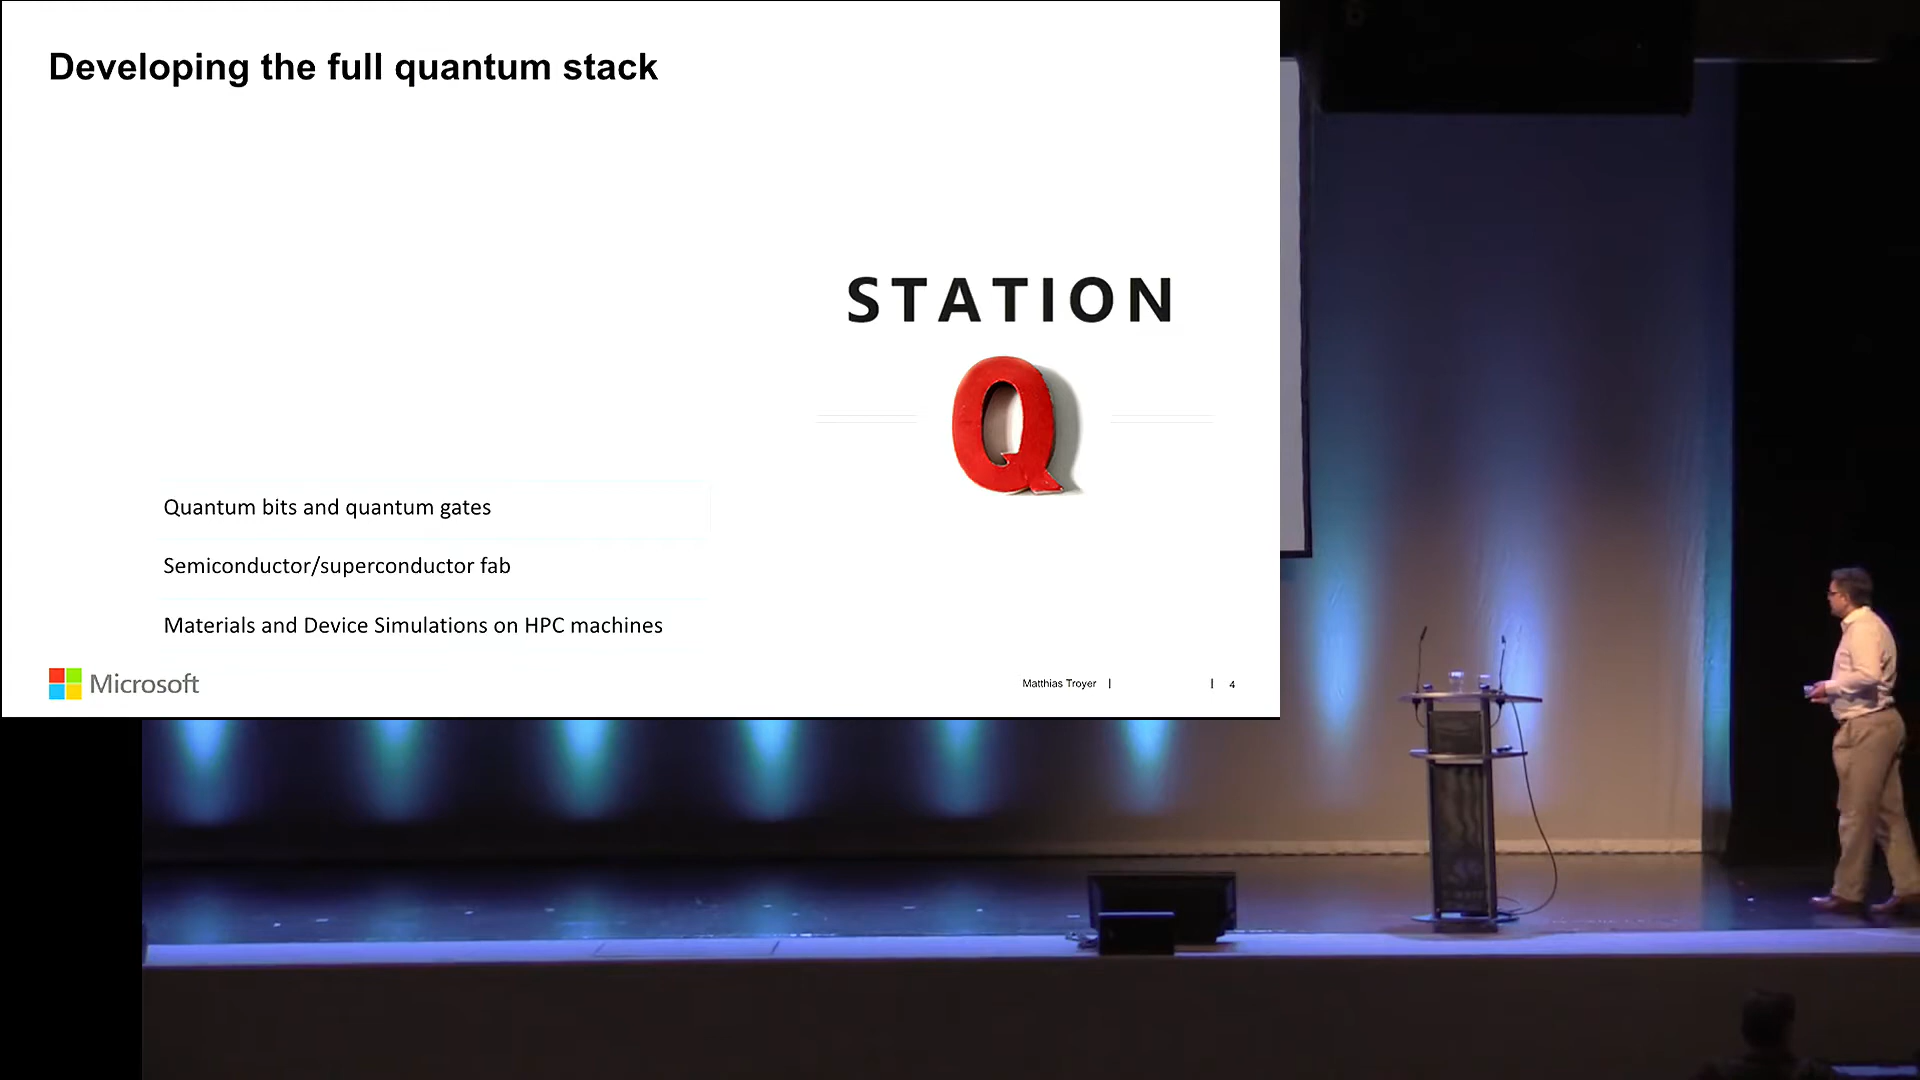 Developing the full quantum stack
STATION
Q
Quantum bits and quantum gates
Semiconductor/superconductor fab
Materials and Device Simulations on HPC machines
Microsoft
Matthias Troyer | | 4